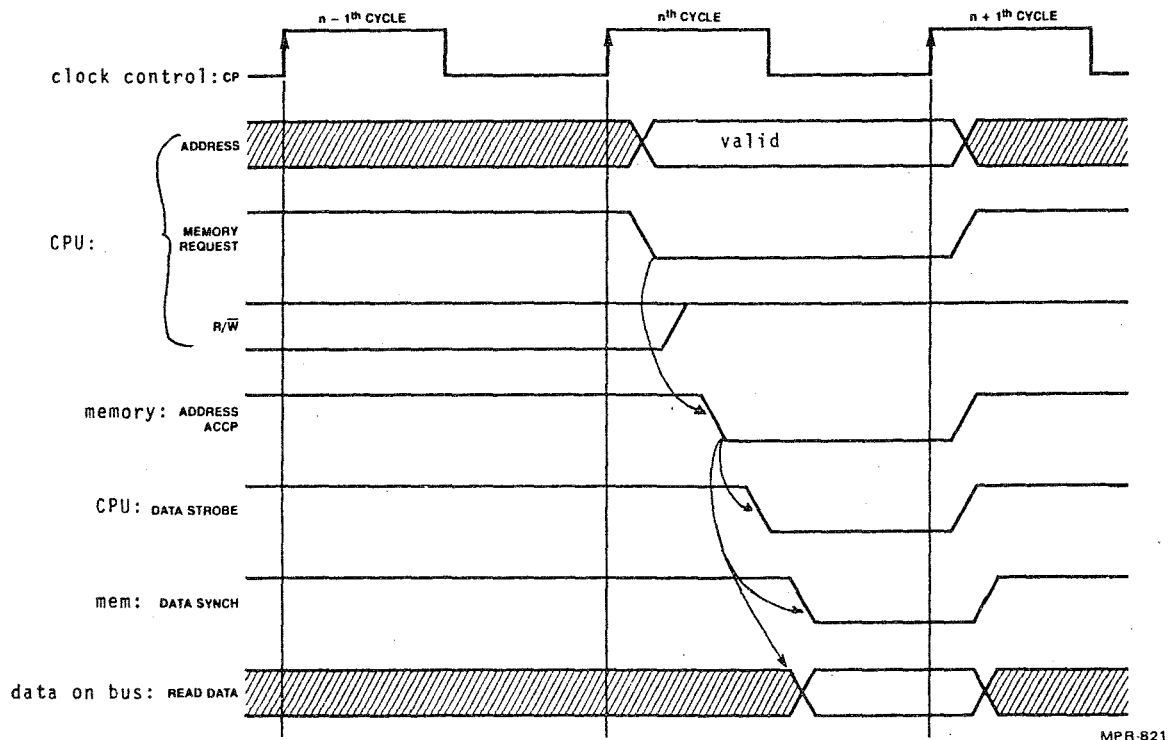 n – 1th CYCLE
nth CYCLE
n + 1th CYCLE
clock control: CP
ADDRESS
valid
CPU:
MEMORY
REQUEST
R/W̅
memory: ADDRESS
ACCP
CPU: DATA STROBE
mem: DATA SYNCH
data on bus: READ DATA
MPR-821